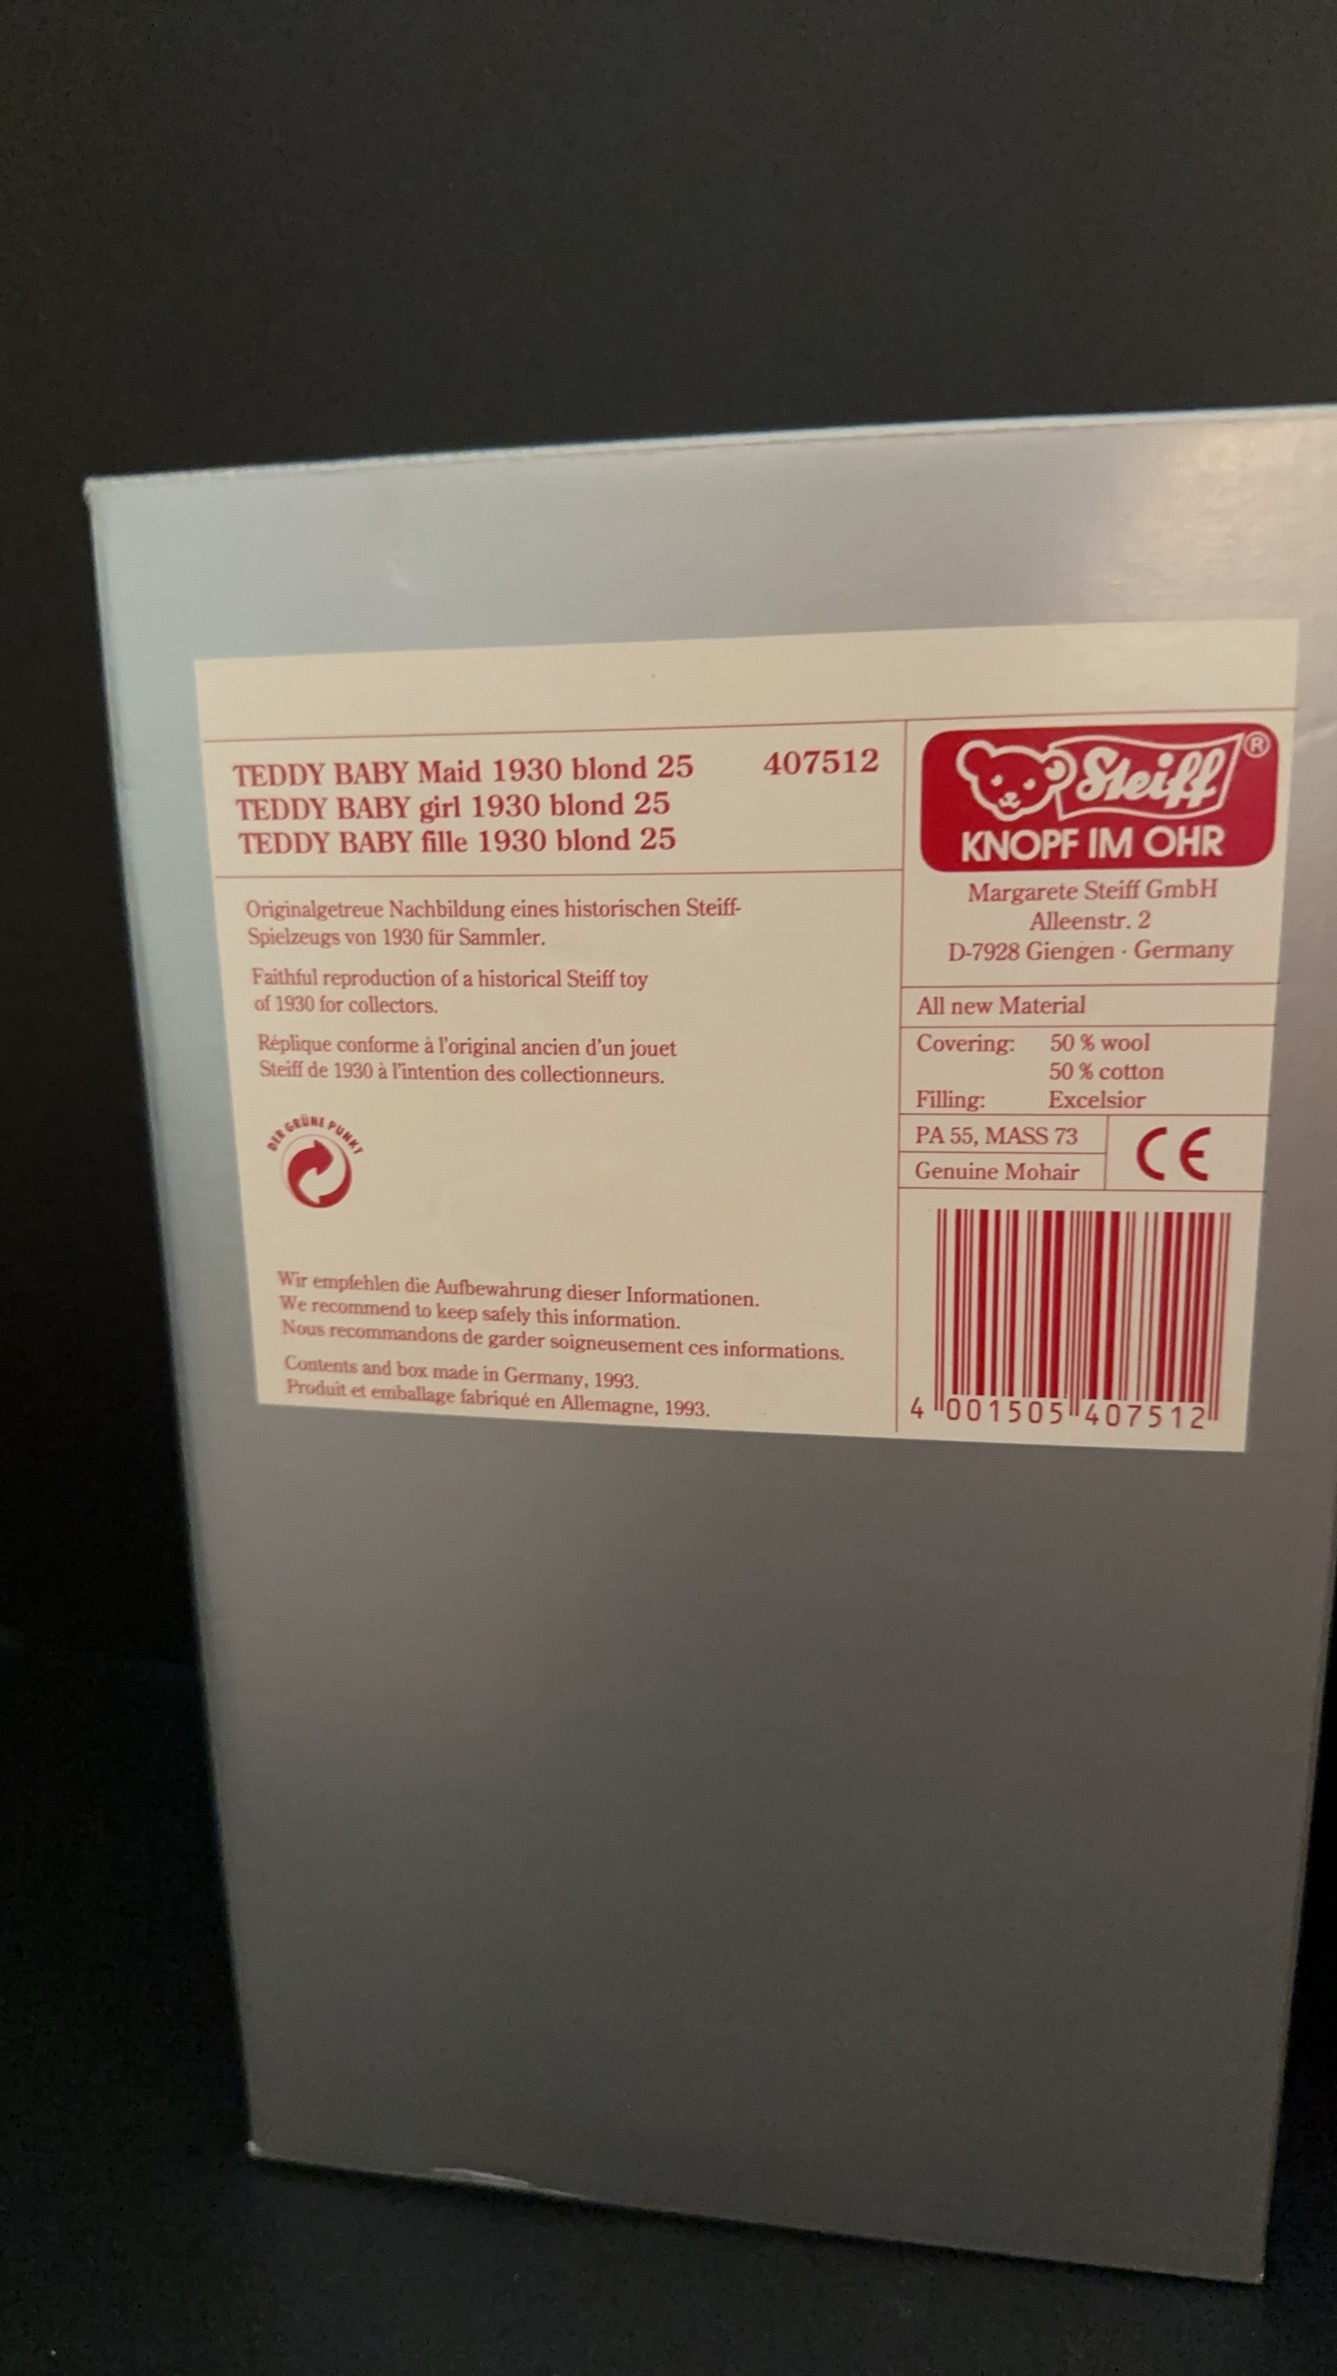 TEDDY BABY Maid 1930 blond 25 407512
TEDDY BABY girl 1930 blond 25
TEDDY BABY fille 1930 blond 25
Originalgetreue Nachbildung eines historischen Steiff-
Spielzeugs von 1930 für Sammler.
Faithful reproduction of a historical Steiff toy
of 1930 for collectors.
Réplique conforme à l'original ancien d'un jouet
Steiff de 1930 à l'intention des collectionneurs.
DER GRÜNE PUNKT
Wir empfehlen die Aufbewahrung dieser Informationen.
We recommend to keep safely this information.
Nous recommandons de garder soigneusement ces informations.
Contents and box made in Germany, 1993.
Produit et emballage fabriqué en Allemagne, 1993.
Steiff®
KNOPF IM OHR
Margarete Steiff GmbH
Alleenstr. 2
D-7928 Giengen · Germany
All new Material
Covering: 50 % wool
50 % cotton
Filling: Excelsior
PA 55, MASS 73
Genuine Mohair
CE
4 001505 407512